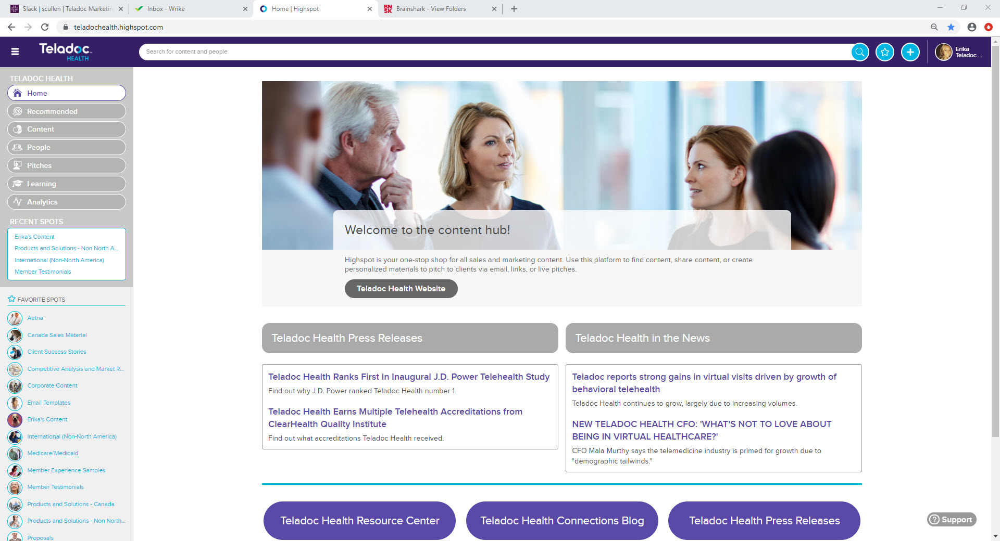 Slack | scullen | Teladoc Marketin
Inbox - Wrike
Home | Highspot
BN
SK
Brainshark - View Folders
teladochealth.highspot.com
Teladoc
HEALTH
Search for content and people
Erika
Teladoc ...
TELADOC HEALTH
Home
Recommended
Content
People
Pitches
Learning
Analytics
RECENT SPOTS
Erika's Content
Products and Solutions - Non North A...
International (Non-North America)
Member Testimonials
FAVORITE SPOTS
Aetna
Canada Sales Material
Client Success Stories
Competitive Analysis and Market R...
Corporate Content
Email Templates
Erika's Content
International (Non-North America)
Medicare/Medicaid
Member Experience Samples
Member Testimonials
Products and Solutions - Canada
Products and Solutions - Non North...
Proposals
Welcome to the content hub!
Highspot is your one-stop shop for all sales and marketing content. Use this platform to find content, share content, or create
personalized materials to pitch to clients via email, links, or live pitches.
Teladoc Health Website
Teladoc Health Press Releases
Teladoc Health Ranks First In Inaugural J.D. Power Telehealth Study
Find out why J.D. Power ranked Teladoc Health number 1.
Teladoc Health Earns Multiple Telehealth Accreditations from
ClearHealth Quality Institute
Find out what accreditations Teladoc Health received.
Teladoc Health in the News
Teladoc reports strong gains in virtual visits driven by growth of
behavioral telehealth
Teladoc Health continues to grow, largely due to increasing volumes.
NEW TELADOC HEALTH CFO: 'WHAT'S NOT TO LOVE ABOUT
BEING IN VIRTUAL HEALTHCARE?'
CFO Mala Murthy says the telemedicine industry is primed for growth due to
"demographic tailwinds."
Teladoc Health Resource Center
Teladoc Health Connections Blog
Teladoc Health Press Releases
Support